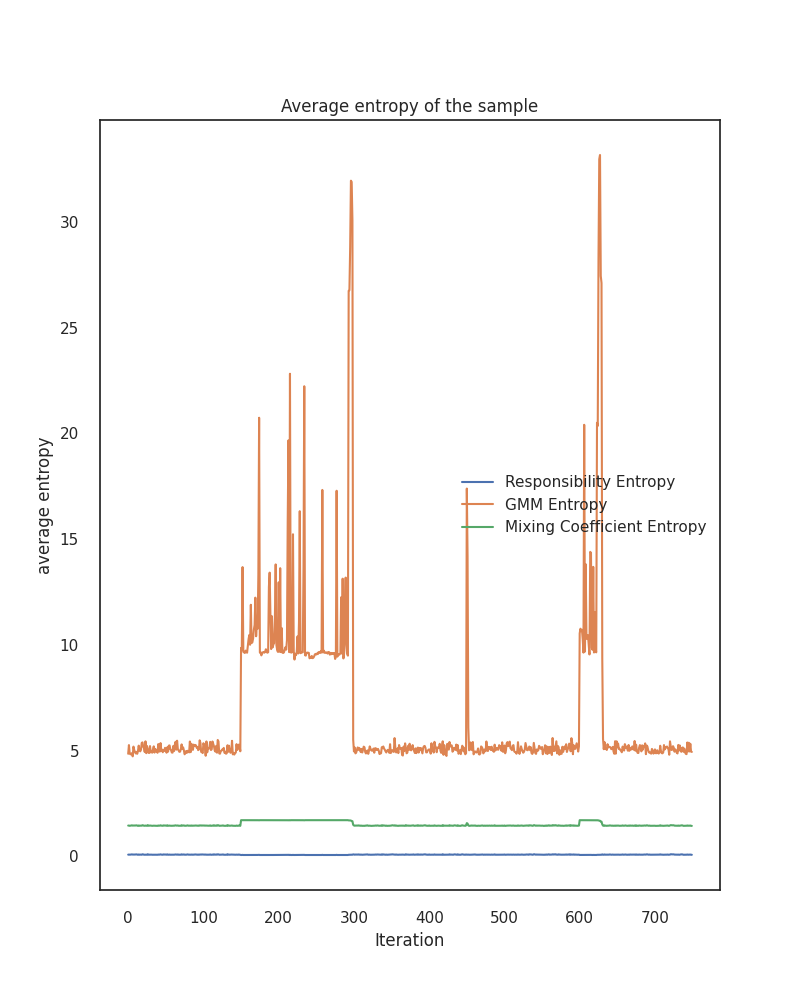 Average entropy of the sample
30
25
20
15
10
5
0
average entropy
Responsibility Entropy
GMM Entropy
Mixing Coefficient Entropy
0 100 200 300 400 500 600 700
Iteration